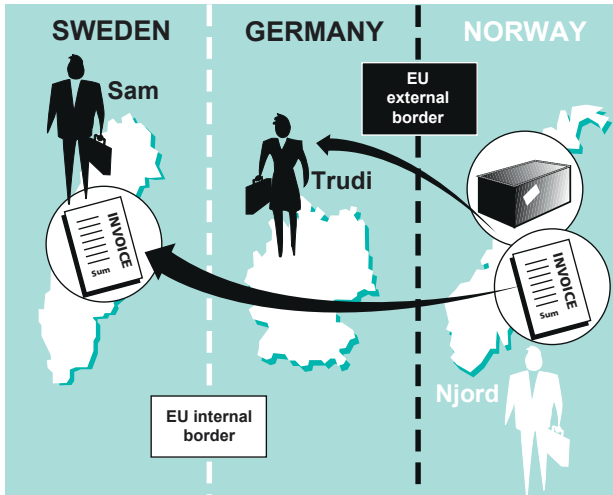 SWEDEN
GERMANY
NORWAY
Sam
EU
external
border
Trudi
INVOICE
Sum
INVOICE
Sum
Njord
EU internal
border